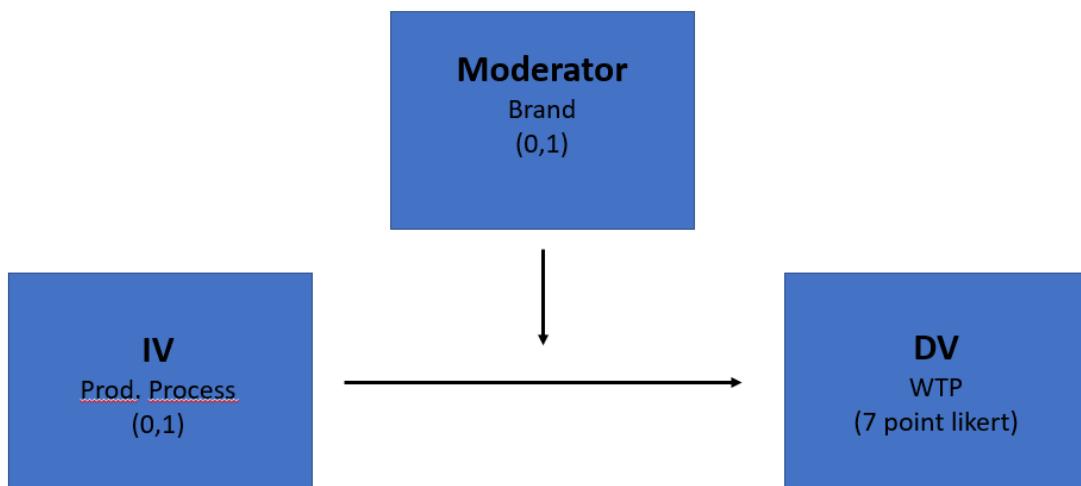 Moderator
Brand
(0,1)
IV
Prod. Process
(0,1)
DV
WTP
(7 point likert)